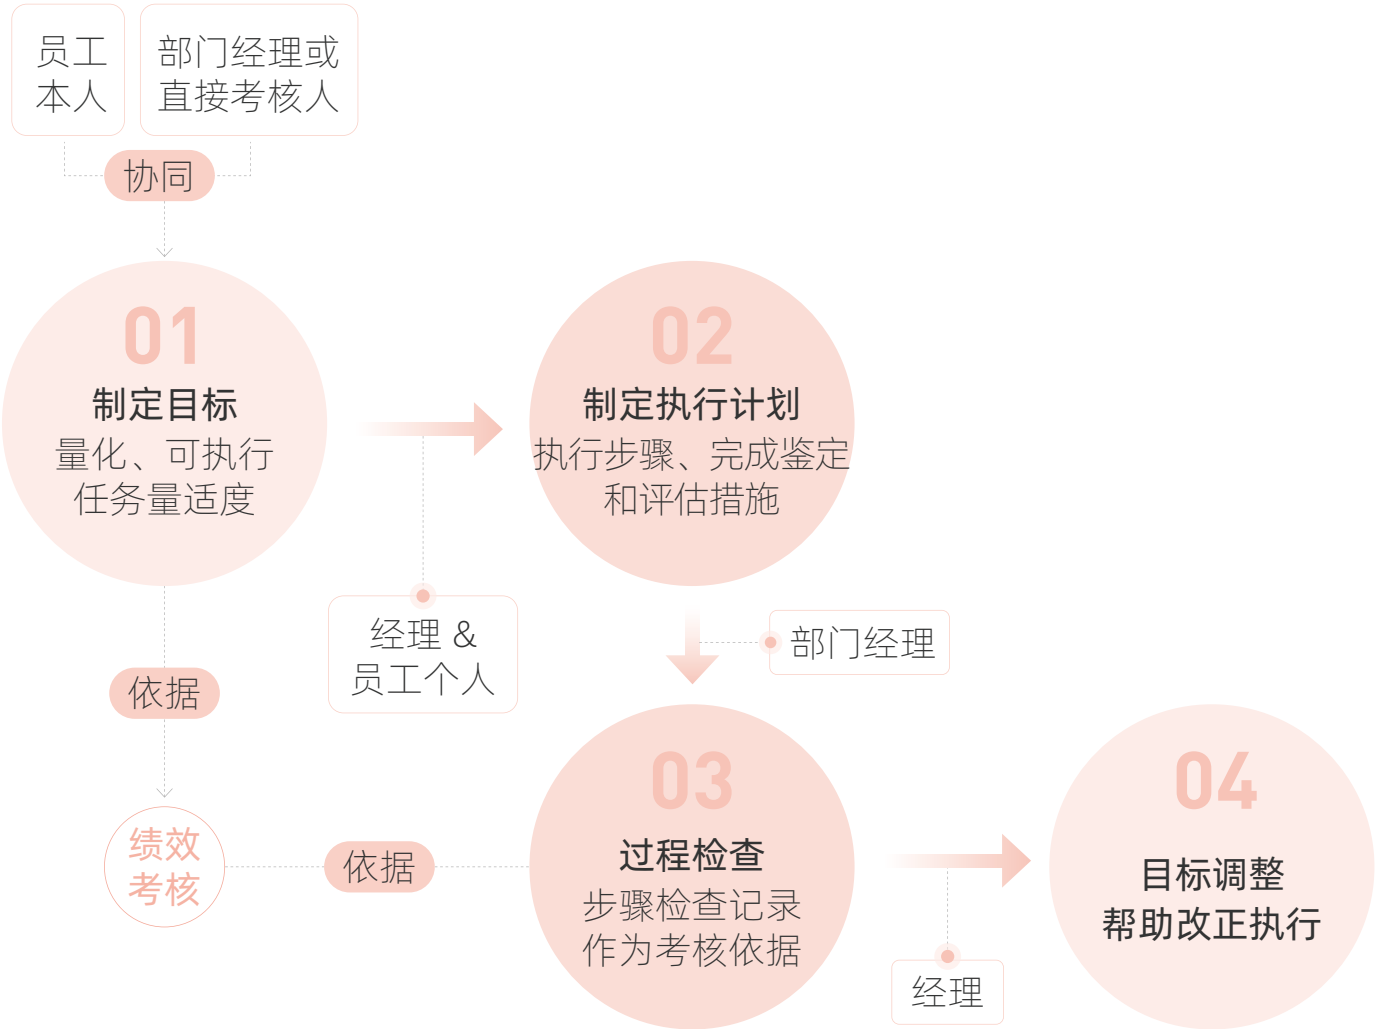 员工
本人
部门经理或
直接考核人
协同
01
制定目标
量化、可执行
任务量适度
02
制定执行计划
执行步骤、完成鉴定
和评估措施
经理 &
员工个人
部门经理
依据
绩效
考核
依据
03
过程检查
步骤检查记录
作为考核依据
经理
04
目标调整
帮助改正执行